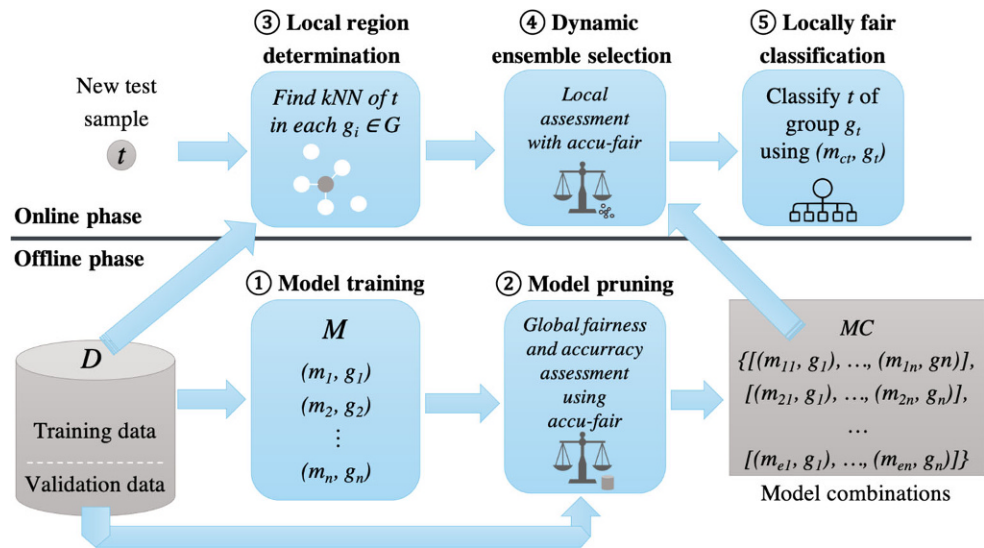 ③ Local region
determination
④ Dynamic
ensemble selection
⑤ Locally fair
classification
New test
sample
t
Find kNN of t
in each gᵢ ∈ G
Local
assessment
with accu-fair
Classify t of
group gₜ
using (m_ct, gₜ)
Online phase
Offline phase
① Model training
② Model pruning
D
Training data
Validation data
M
(m₁, g₁)
(m₂, g₂)
⋮
(mₙ, gₙ)
Global fairness
and accurracy
assessment
using
accu-fair
MC
{[(m₁₁, g₁), …, (m₁ₙ, gn)],
[(m₂₁, g₁), …, (m₂ₙ, gₙ)],
…
[(mₑ₁, g₁), …, (mₑₙ, gₙ)]}
Model combinations